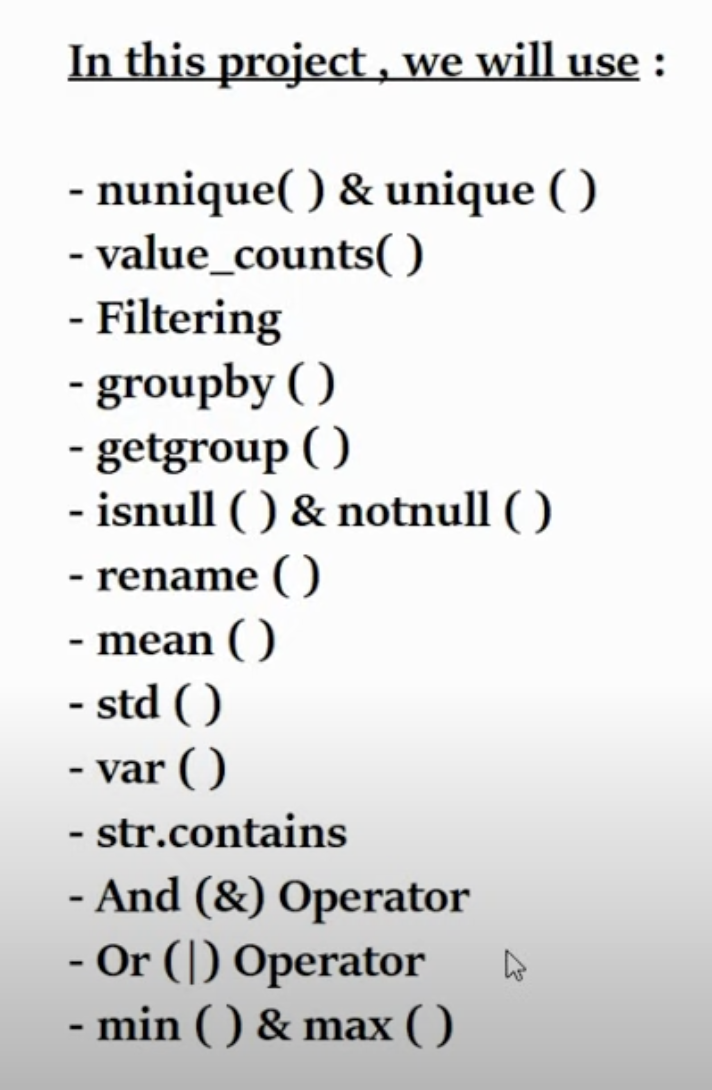 In this project , we will use :
- nunique( ) & unique ( )
- value_counts( )
- Filtering
- groupby ( )
- getgroup ( )
- isnull ( ) & notnull ( )
- rename ( )
- mean ( )
- std ( )
- var ( )
- str.contains
- And (&) Operator
- Or (|) Operator
- min ( ) & max ( )